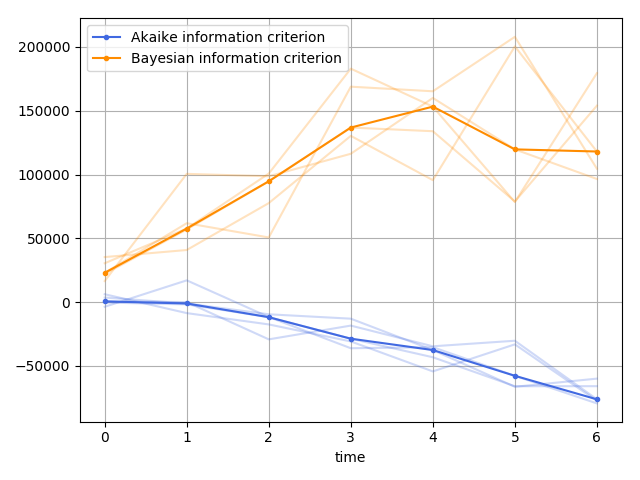 Akaike information criterion
Bayesian information criterion
200000
150000
100000
50000
0
−50000
0 1 2 3 4 5 6
time